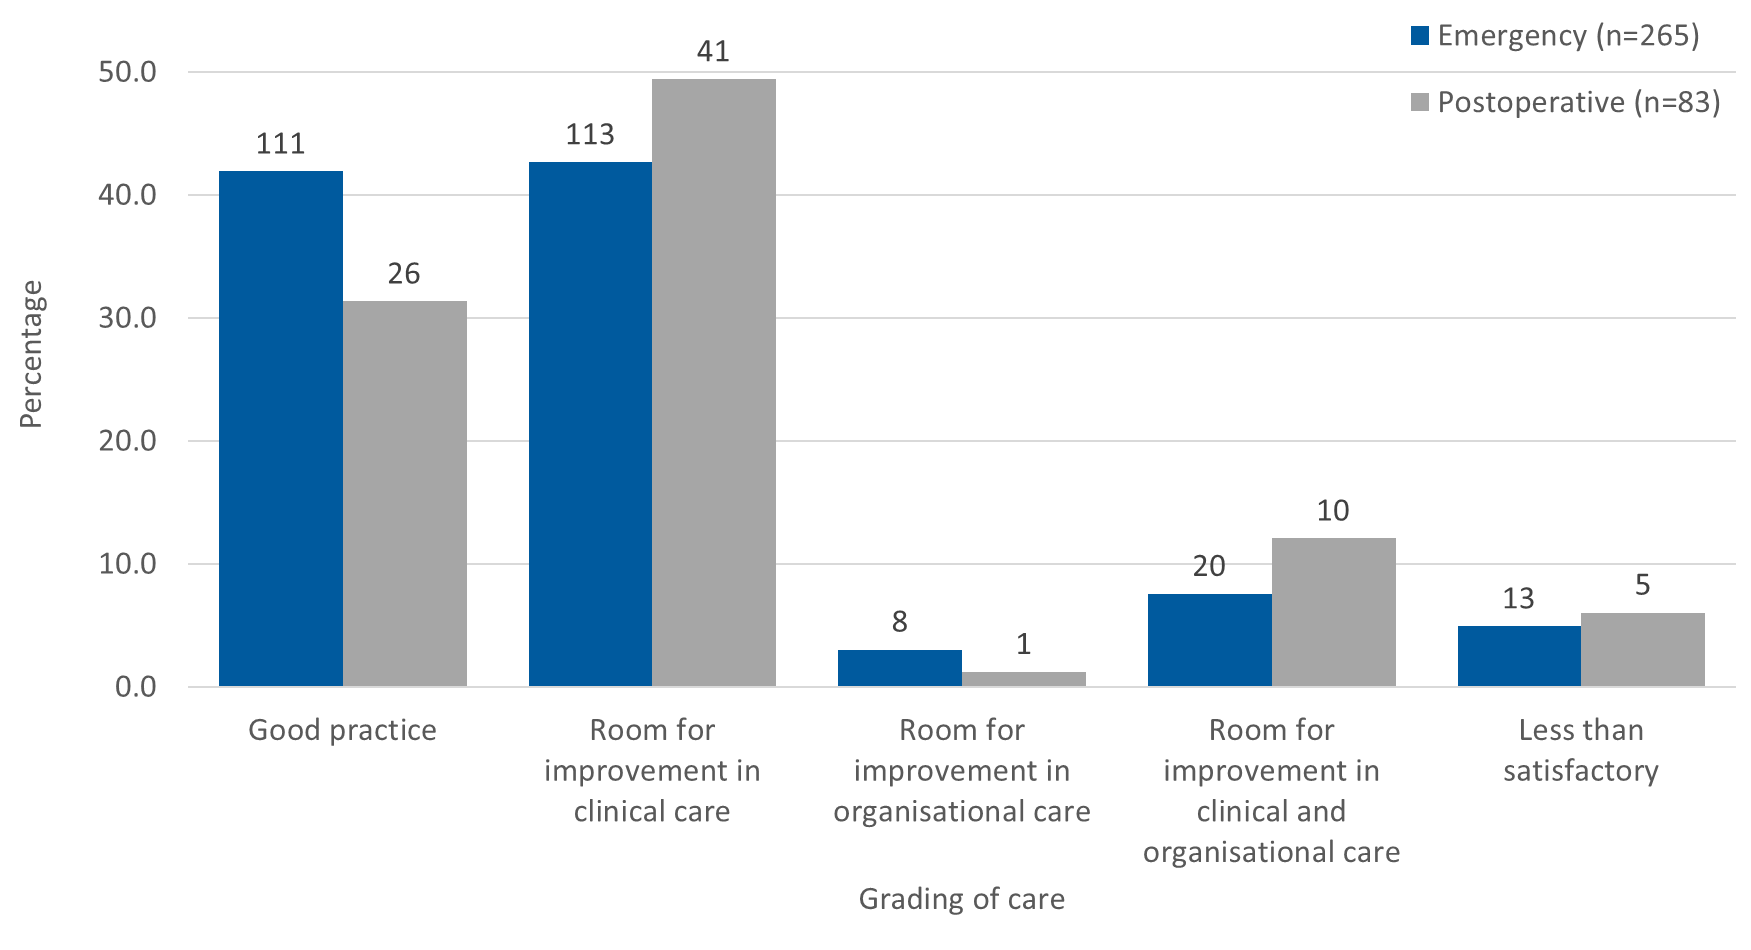 Emergency (n=265)
Postoperative (n=83)
Percentage
50.0
40.0
30.0
20.0
10.0
0.0
111
26
113
41
8
1
20
10
13
5
Good practice
Room for
improvement in
clinical care
Room for
improvement in
organisational care
Room for
improvement in
clinical and
organisational care
Less than
satisfactory
Grading of care